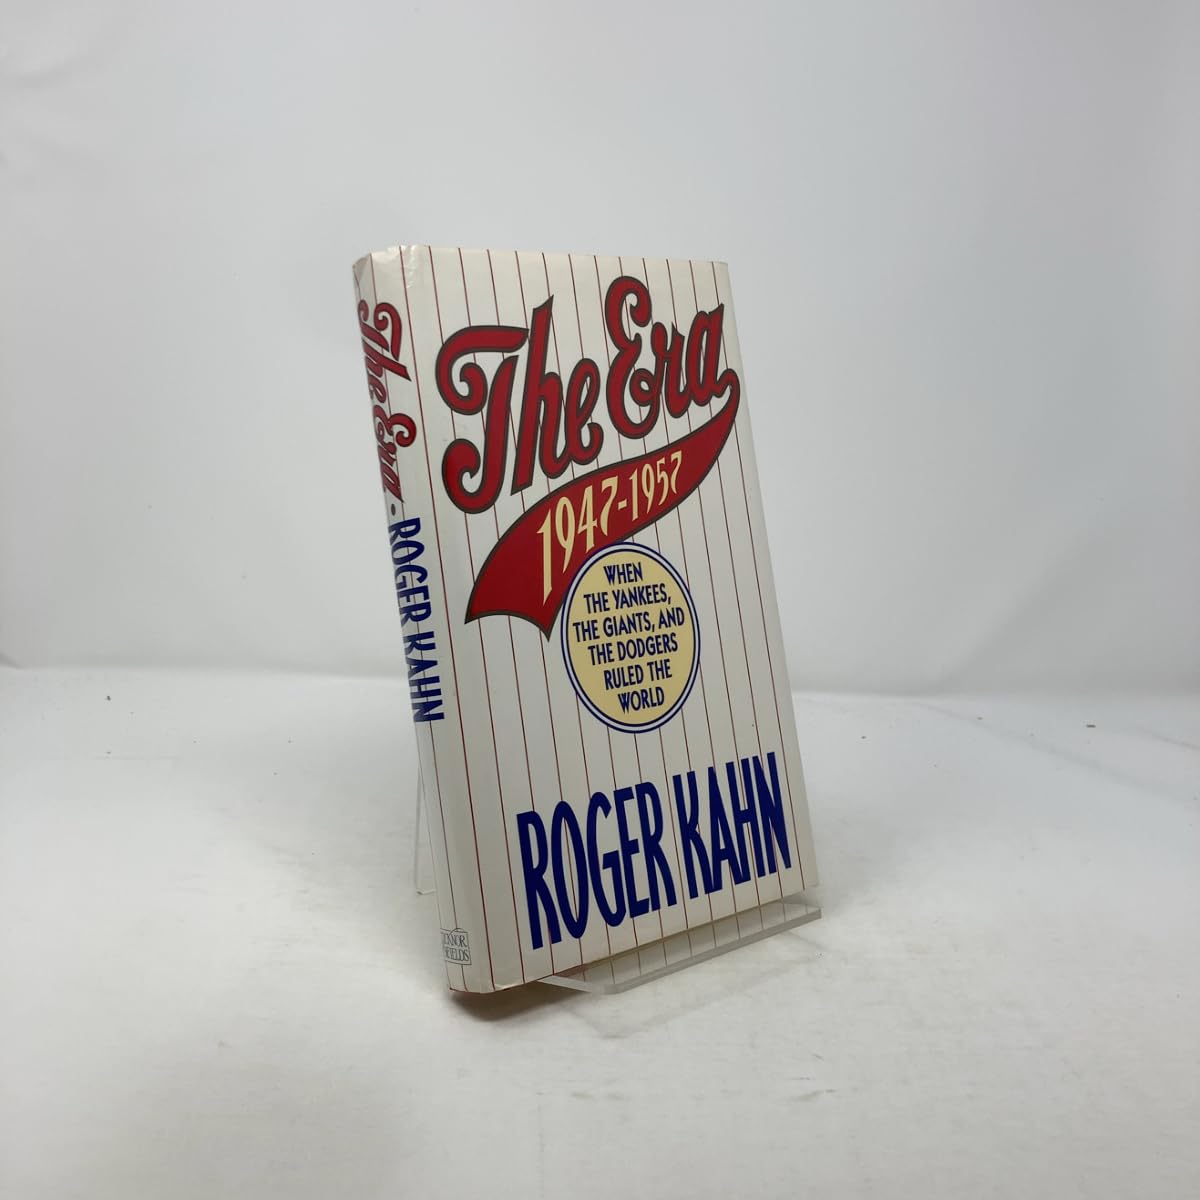 The Era
1947-1957
WHEN
THE YANKEES,
THE GIANTS, AND
THE DODGERS
RULED THE
WORLD
ROGER KAHN
The Era • ROGER KAHN